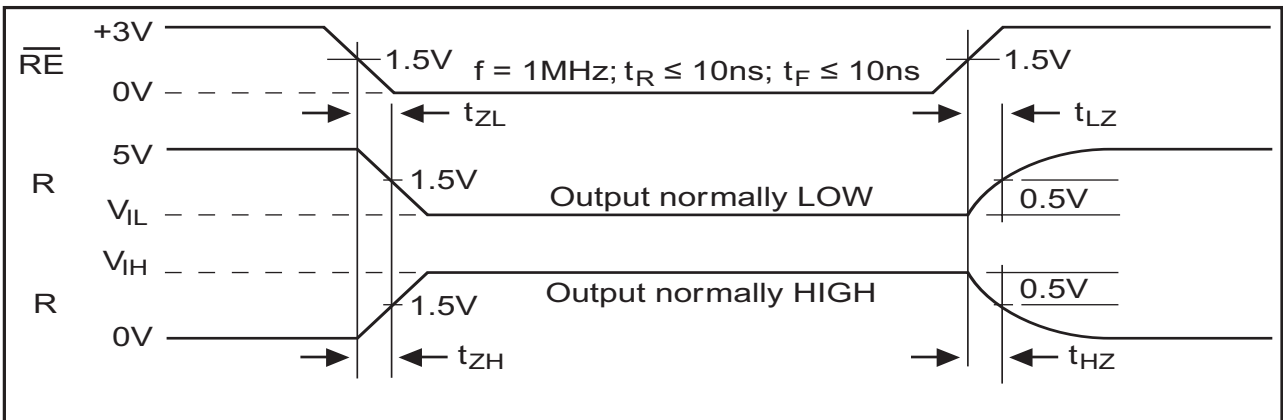 +3V
RE
1.5V
f = 1MHz; tR ≤ 10ns; tF ≤ 10ns
1.5V
0V
tZL
tLZ
5V
R
1.5V
Output normally LOW
0.5V
VIL
VIH
R
1.5V
Output normally HIGH
0.5V
0V
tZH
tHZ